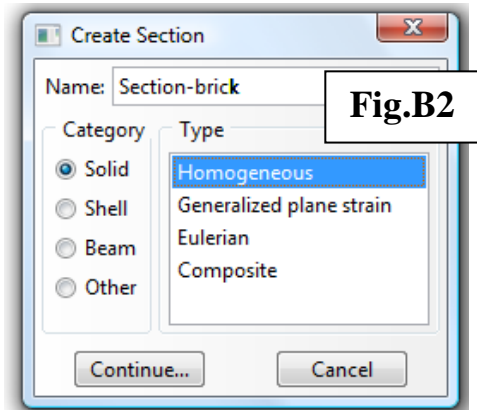 Create Section
Name: Section-brick
Fig.B2
Category Type
Solid Homogeneous
Shell Generalized plane strain
Beam Eulerian
Other Composite
Continue... Cancel